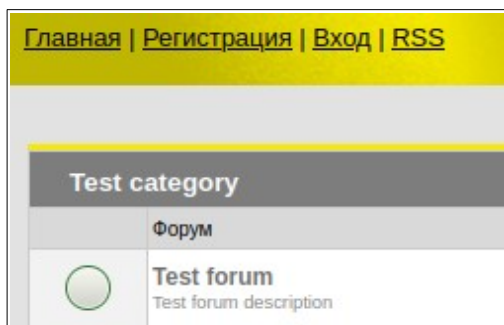 Главная | Регистрация | Вход | RSS
Test category
Форум
Test forum
Test forum description